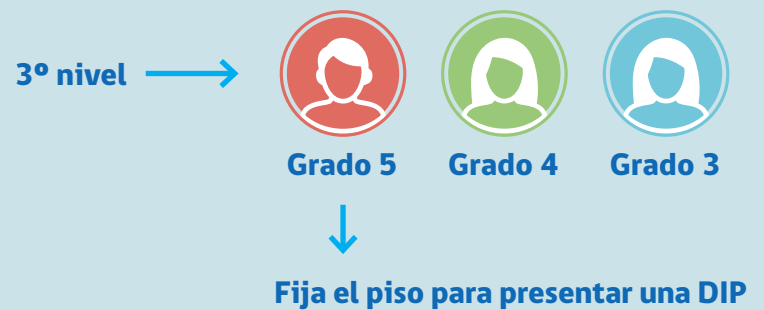 3º nivel
Grado 5 Grado 4 Grado 3
Fija el piso para presentar una DIP